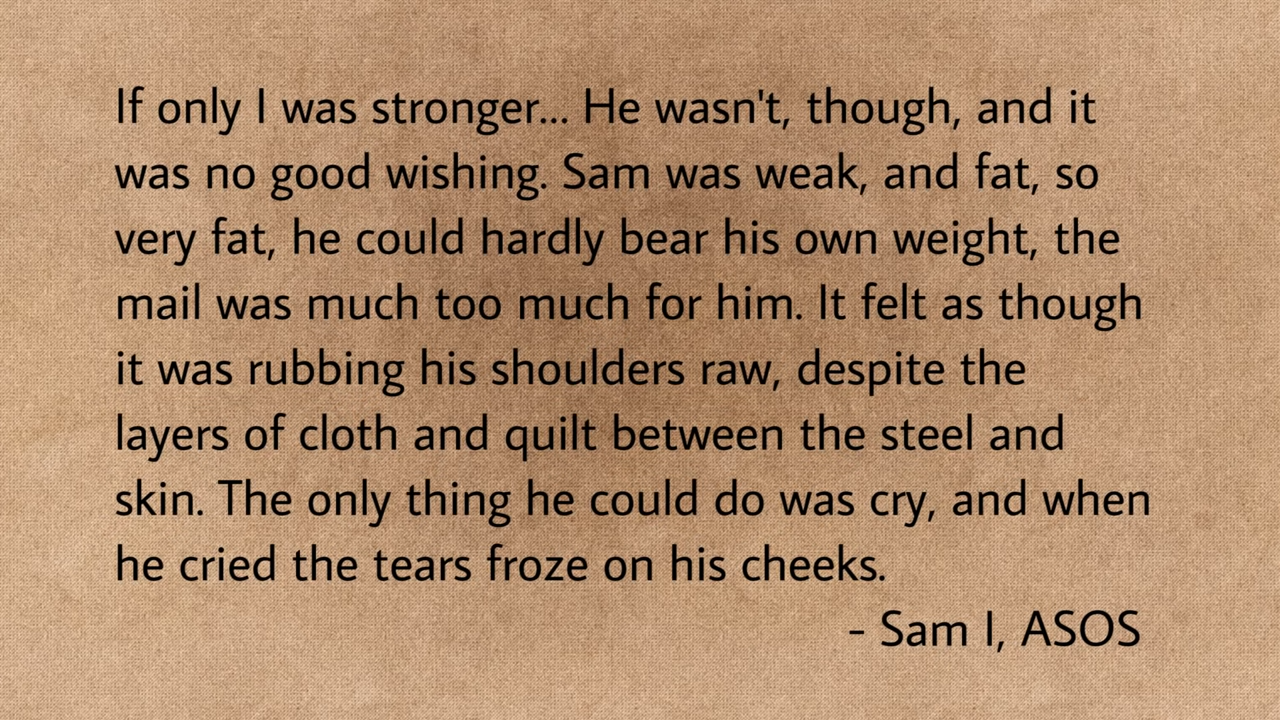 If only I was stronger... He wasn't, though, and it
was no good wishing. Sam was weak, and fat, so
very fat, he could hardly bear his own weight, the
mail was much too much for him. It felt as though
it was rubbing his shoulders raw, despite the
layers of cloth and quilt between the steel and
skin. The only thing he could do was cry, and when
he cried the tears froze on his cheeks.
- Sam I, ASOS